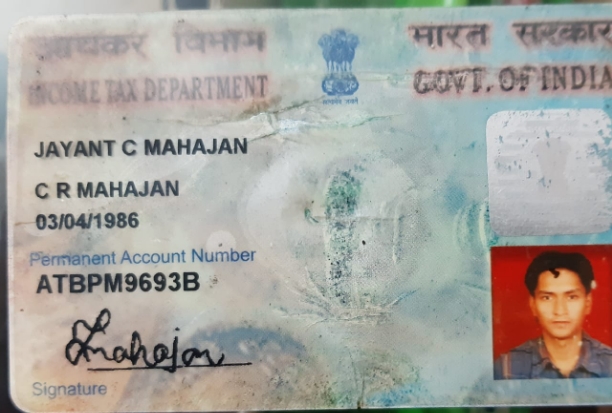 आयकर विभाग भारत सरकार
INCOME TAX DEPARTMENT GOVT. OF INDIA
JAYANT C MAHAJAN
C R MAHAJAN
03/04/1986
Permanent Account Number
ATBPM9693B
Jmahajan
Signature